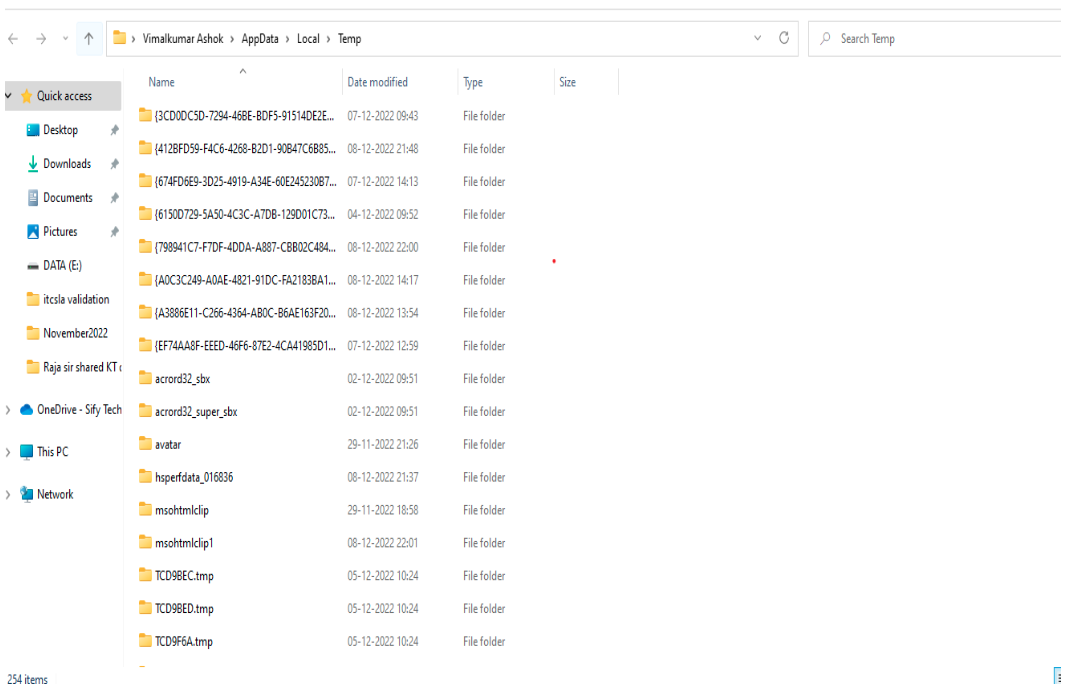 Vimalkumar Ashok > AppData > Local > Temp
Search Temp
Name Date modified Type Size
Quick access
Desktop
Downloads
Documents
Pictures
DATA (E:)
itcsla validation
November2022
Raja sir shared KT c
OneDrive - Sify Tech
This PC
Network
{3CD0DC5D-7294-46BE-BDF5-91514DE2E... 07-12-2022 09:43 File folder
{412BFD59-F4C6-4268-B2D1-90B47C6B85... 08-12-2022 21:48 File folder
{674FD6E9-3D25-4919-A34E-60E245230B7... 07-12-2022 14:13 File folder
{6150D729-5A50-4C3C-A7DB-129D01C73... 04-12-2022 09:52 File folder
{798941C7-F7DF-4DDA-A887-CBB02C484... 08-12-2022 22:00 File folder
{A0C3C249-A0AE-4821-91DC-FA2183BA1... 08-12-2022 14:17 File folder
{A3886E11-C266-4364-AB0C-B6AE163F20... 08-12-2022 13:54 File folder
{EF74AA8F-EEED-46F6-87E2-4CA41985D1... 07-12-2022 12:59 File folder
acrord32_sbx 02-12-2022 09:51 File folder
acrord32_super_sbx 02-12-2022 09:51 File folder
avatar 29-11-2022 21:26 File folder
hsperfdata_016836 08-12-2022 21:37 File folder
msohtmlclip 29-11-2022 18:58 File folder
msohtmlclip1 08-12-2022 22:01 File folder
TCD9BEC.tmp 05-12-2022 10:24 File folder
TCD9BED.tmp 05-12-2022 10:24 File folder
TCD9F6A.tmp 05-12-2022 10:24 File folder
254 items